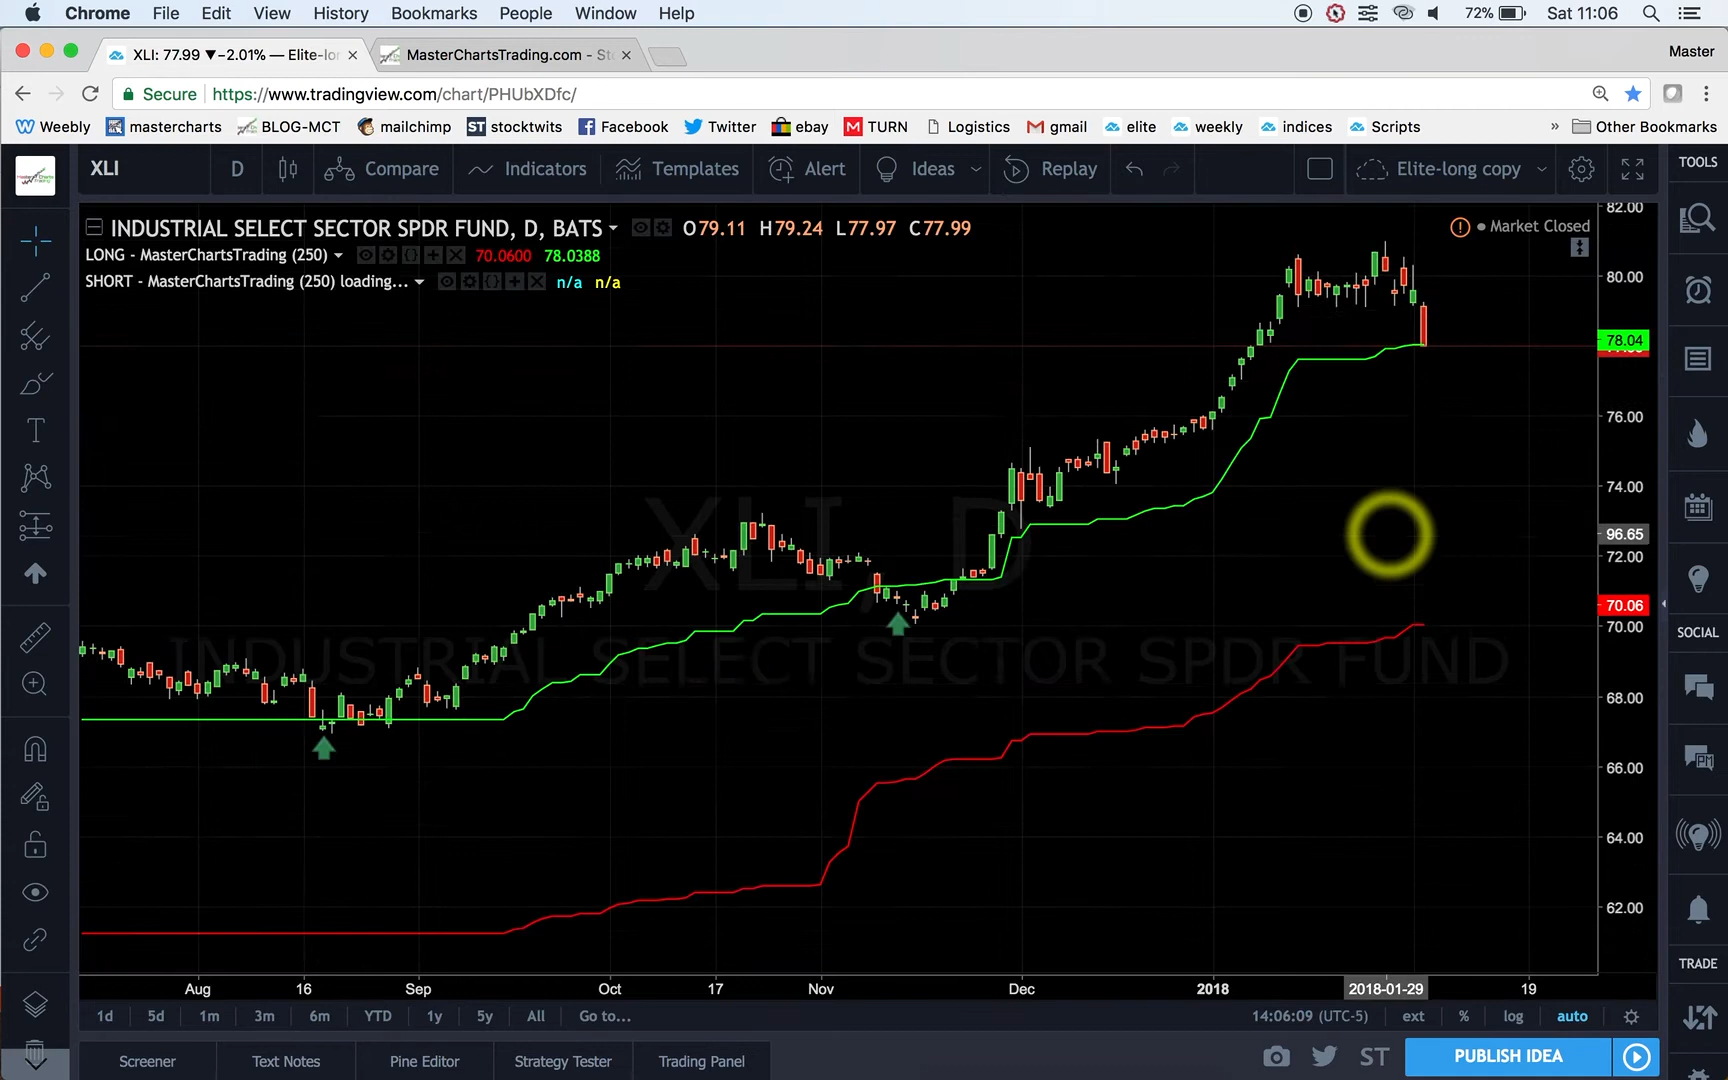 Chrome File Edit View History Bookmarks People Window Help 72% Sat 11:06
XLI: 77.99 ▼−2.01% — Elite-lo MasterChartsTrading.com - St Master
Secure https://www.tradingview.com/chart/PHUbXDfc/
Weebly mastercharts BLOG-MCT mailchimp ST stocktwits Facebook Twitter ebay M TURN Logistics gmail elite weekly indices Scripts » Other Bookmarks
XLI D Compare Indicators Templates Alert Ideas Replay Elite-long copy TOOLS
INDUSTRIAL SELECT SECTOR SPDR FUND, D, BATS O79.11 H79.24 L77.97 C77.99 Market Closed
LONG - MasterChartsTrading (250) 70.0600 78.0388
SHORT - MasterChartsTrading (250) loading... n/a n/a
82.00
80.00
78.04
76.00
74.00
96.65
72.00
70.06
70.00
68.00
66.00
64.00
62.00
XLI, D
INDUSTRIAL SELECT SECTOR SPDR FUND
SOCIAL
TRADE
Aug 16 Sep Oct 17 Nov Dec 2018 2018-01-29 19
1d 5d 1m 3m 6m YTD 1y 5y All Go to... 14:06:09 (UTC-5) ext % log auto
Screener Text Notes Pine Editor Strategy Tester Trading Panel ST PUBLISH IDEA